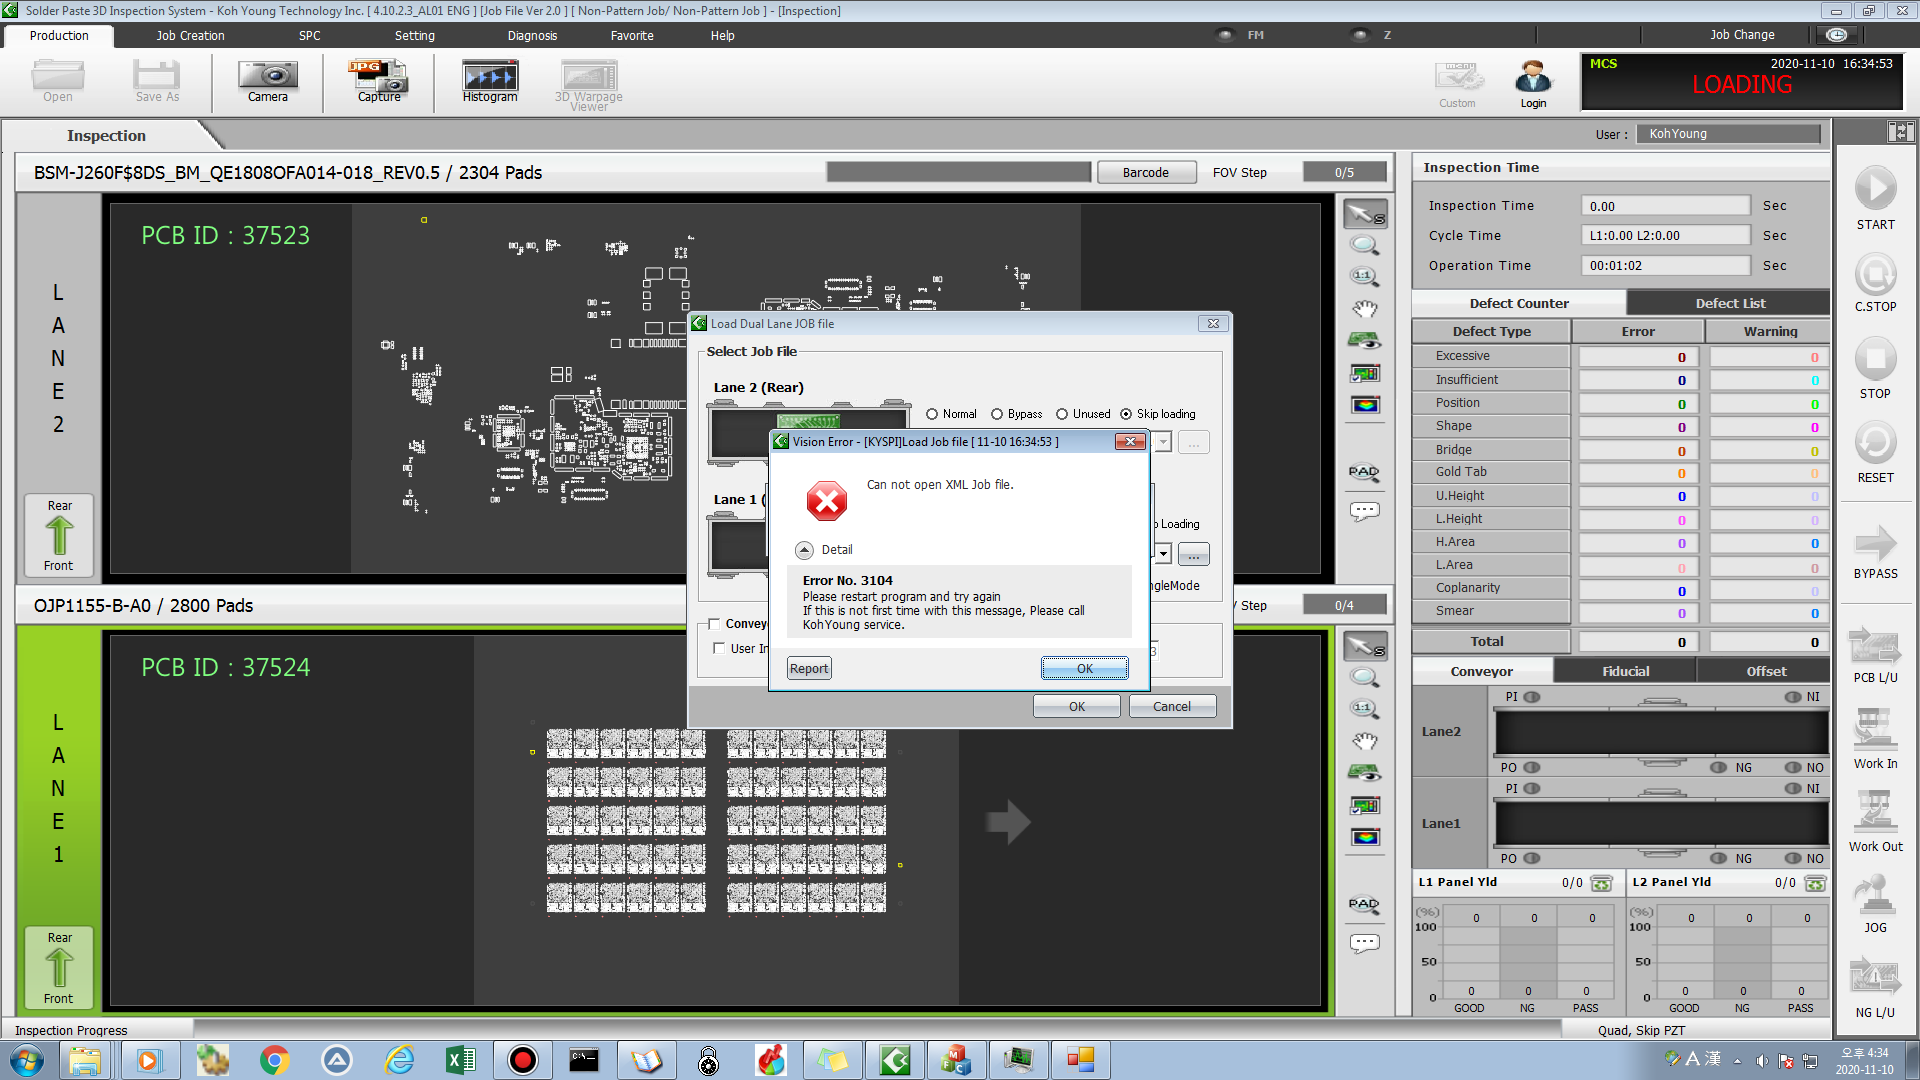 Solder Paste 3D Inspection System - Koh Young Technology Inc. [ 4.10.2.3_AL01 ENG ] [Job File Ver 2.0 ] [ Non-Pattern Job/ Non-Pattern Job ] - [Inspection]
Production Job Creation SPC Setting Diagnosis Favorite Help FM Z Job Change
Open Save As Camera JPG Capture Histogram 3D Warpage Viewer Custom Login
MCS 2020-11-10 16:34:53
LOADING
Inspection
User : KohYoung
BSM-J260F$8DS_BM_QE1808OFA014-018_REV0.5 / 2304 Pads
Barcode FOV Step 0/5
LANE2
PCB ID : 37523
Rear
Front
S
1:1
PAD
OJP1155-B-A0 / 2800 Pads
Step 0/4
LANE1
PCB ID : 37524
Rear
Front
S
1:1
PAD
Load Dual Lane JOB file
Select Job File
Lane 2 (Rear)
Normal Bypass Unused Skip loading
...
Lane 1 (
Loading
...
gleMode
Convey
User In
3
OK Cancel
Vision Error - [KYSPI]Load Job file [ 11-10 16:34:53 ]
Can not open XML Job file.
Detail
Error No. 3104
Please restart program and try again
If this is not first time with this message, Please call
KohYoung service.
Report OK
Inspection Time
Inspection Time 0.00 Sec
Cycle Time L1:0.00 L2:0.00 Sec
Operation Time 00:01:02 Sec
Defect Counter Defect List
Defect Type Error Warning
Excessive 0 0
Insufficient 0 0
Position 0 0
Shape 0 0
Bridge 0 0
Gold Tab 0 0
U.Height 0 0
L.Height 0 0
H.Area 0 0
L.Area 0 0
Coplanarity 0 0
Smear 0 0
Total 0 0
Conveyor Fiducial Offset
PI NI
Lane2
PO NG NO
PI NI
Lane1
PO NG NO
L1 Panel Yld 0/0 L2 Panel Yld 0/0
(%) 0 0 0 (%) 0 0 0
100 100
50 50
0 0 0 0 0 0 0 0
GOOD NG PASS GOOD NG PASS
START
C.STOP
STOP
RESET
BYPASS
PCB L/U
Work In
Work Out
JOG
NG L/U
Inspection Progress
Quad, Skip PZT
A 漢
오후 4:34
2020-11-10